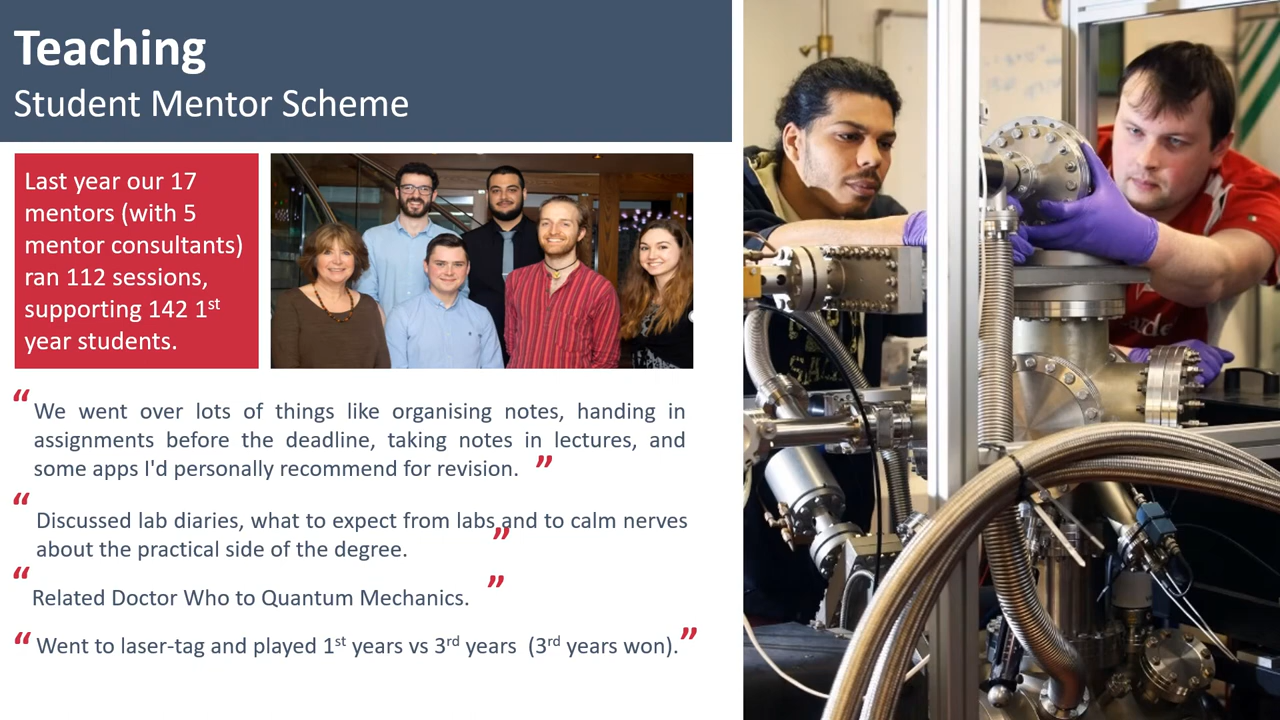 Teaching
Student Mentor Scheme
Last year our 17
mentors (with 5
mentor consultants)
ran 112 sessions,
supporting 142 1st
year students.
“ We went over lots of things like organising notes, handing in
assignments before the deadline, taking notes in lectures, and
some apps I'd personally recommend for revision. ”
“ Discussed lab diaries, what to expect from labs and to calm nerves
about the practical side of the degree. ”
“ Related Doctor Who to Quantum Mechanics. ”
“ Went to laser-tag and played 1st years vs 3rd years (3rd years won). ”